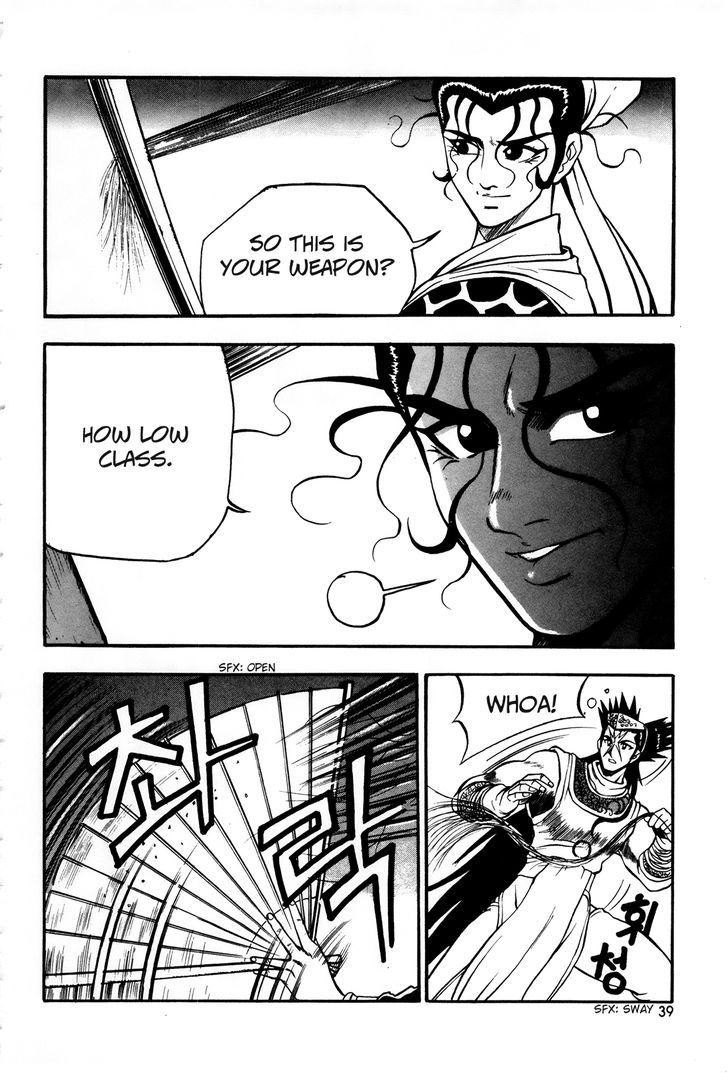 SO THIS IS
YOUR WEAPON?
HOW LOW
CLASS.
SFX: OPEN
촤락
WHOA!
휘청
SFX: SWAY 39